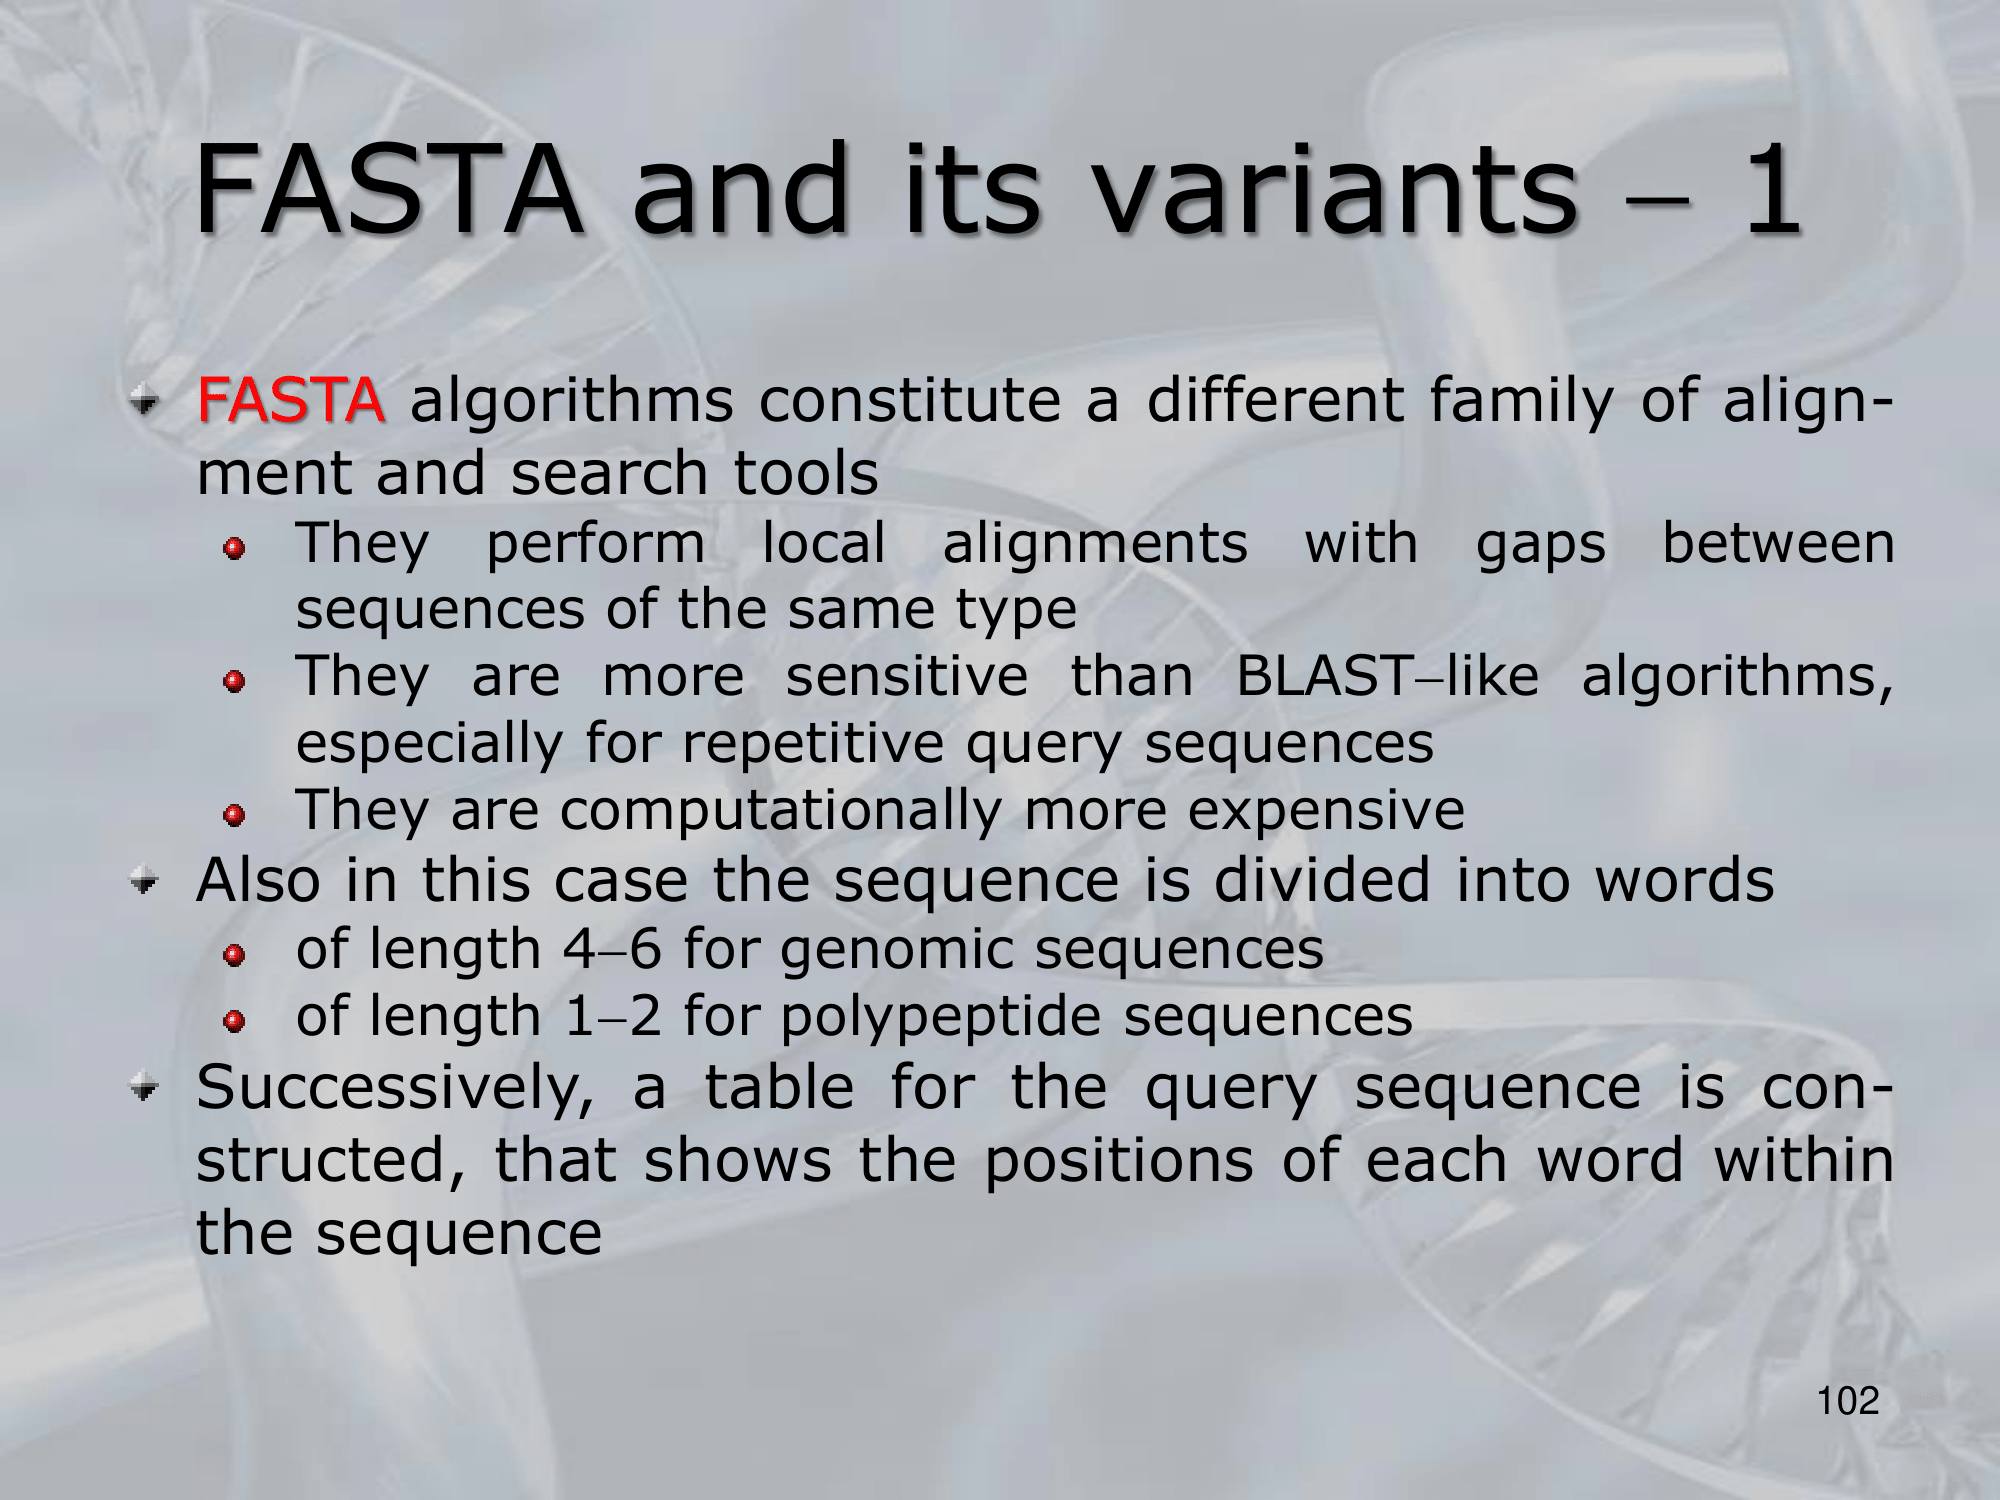 FASTA and its variants – 1
FASTA algorithms constitute a different family of align-
ment and search tools
They perform local alignments with gaps between
sequences of the same type
They are more sensitive than BLAST–like algorithms,
especially for repetitive query sequences
They are computationally more expensive
Also in this case the sequence is divided into words
of length 4–6 for genomic sequences
of length 1–2 for polypeptide sequences
Successively, a table for the query sequence is con-
structed, that shows the positions of each word within
the sequence
102